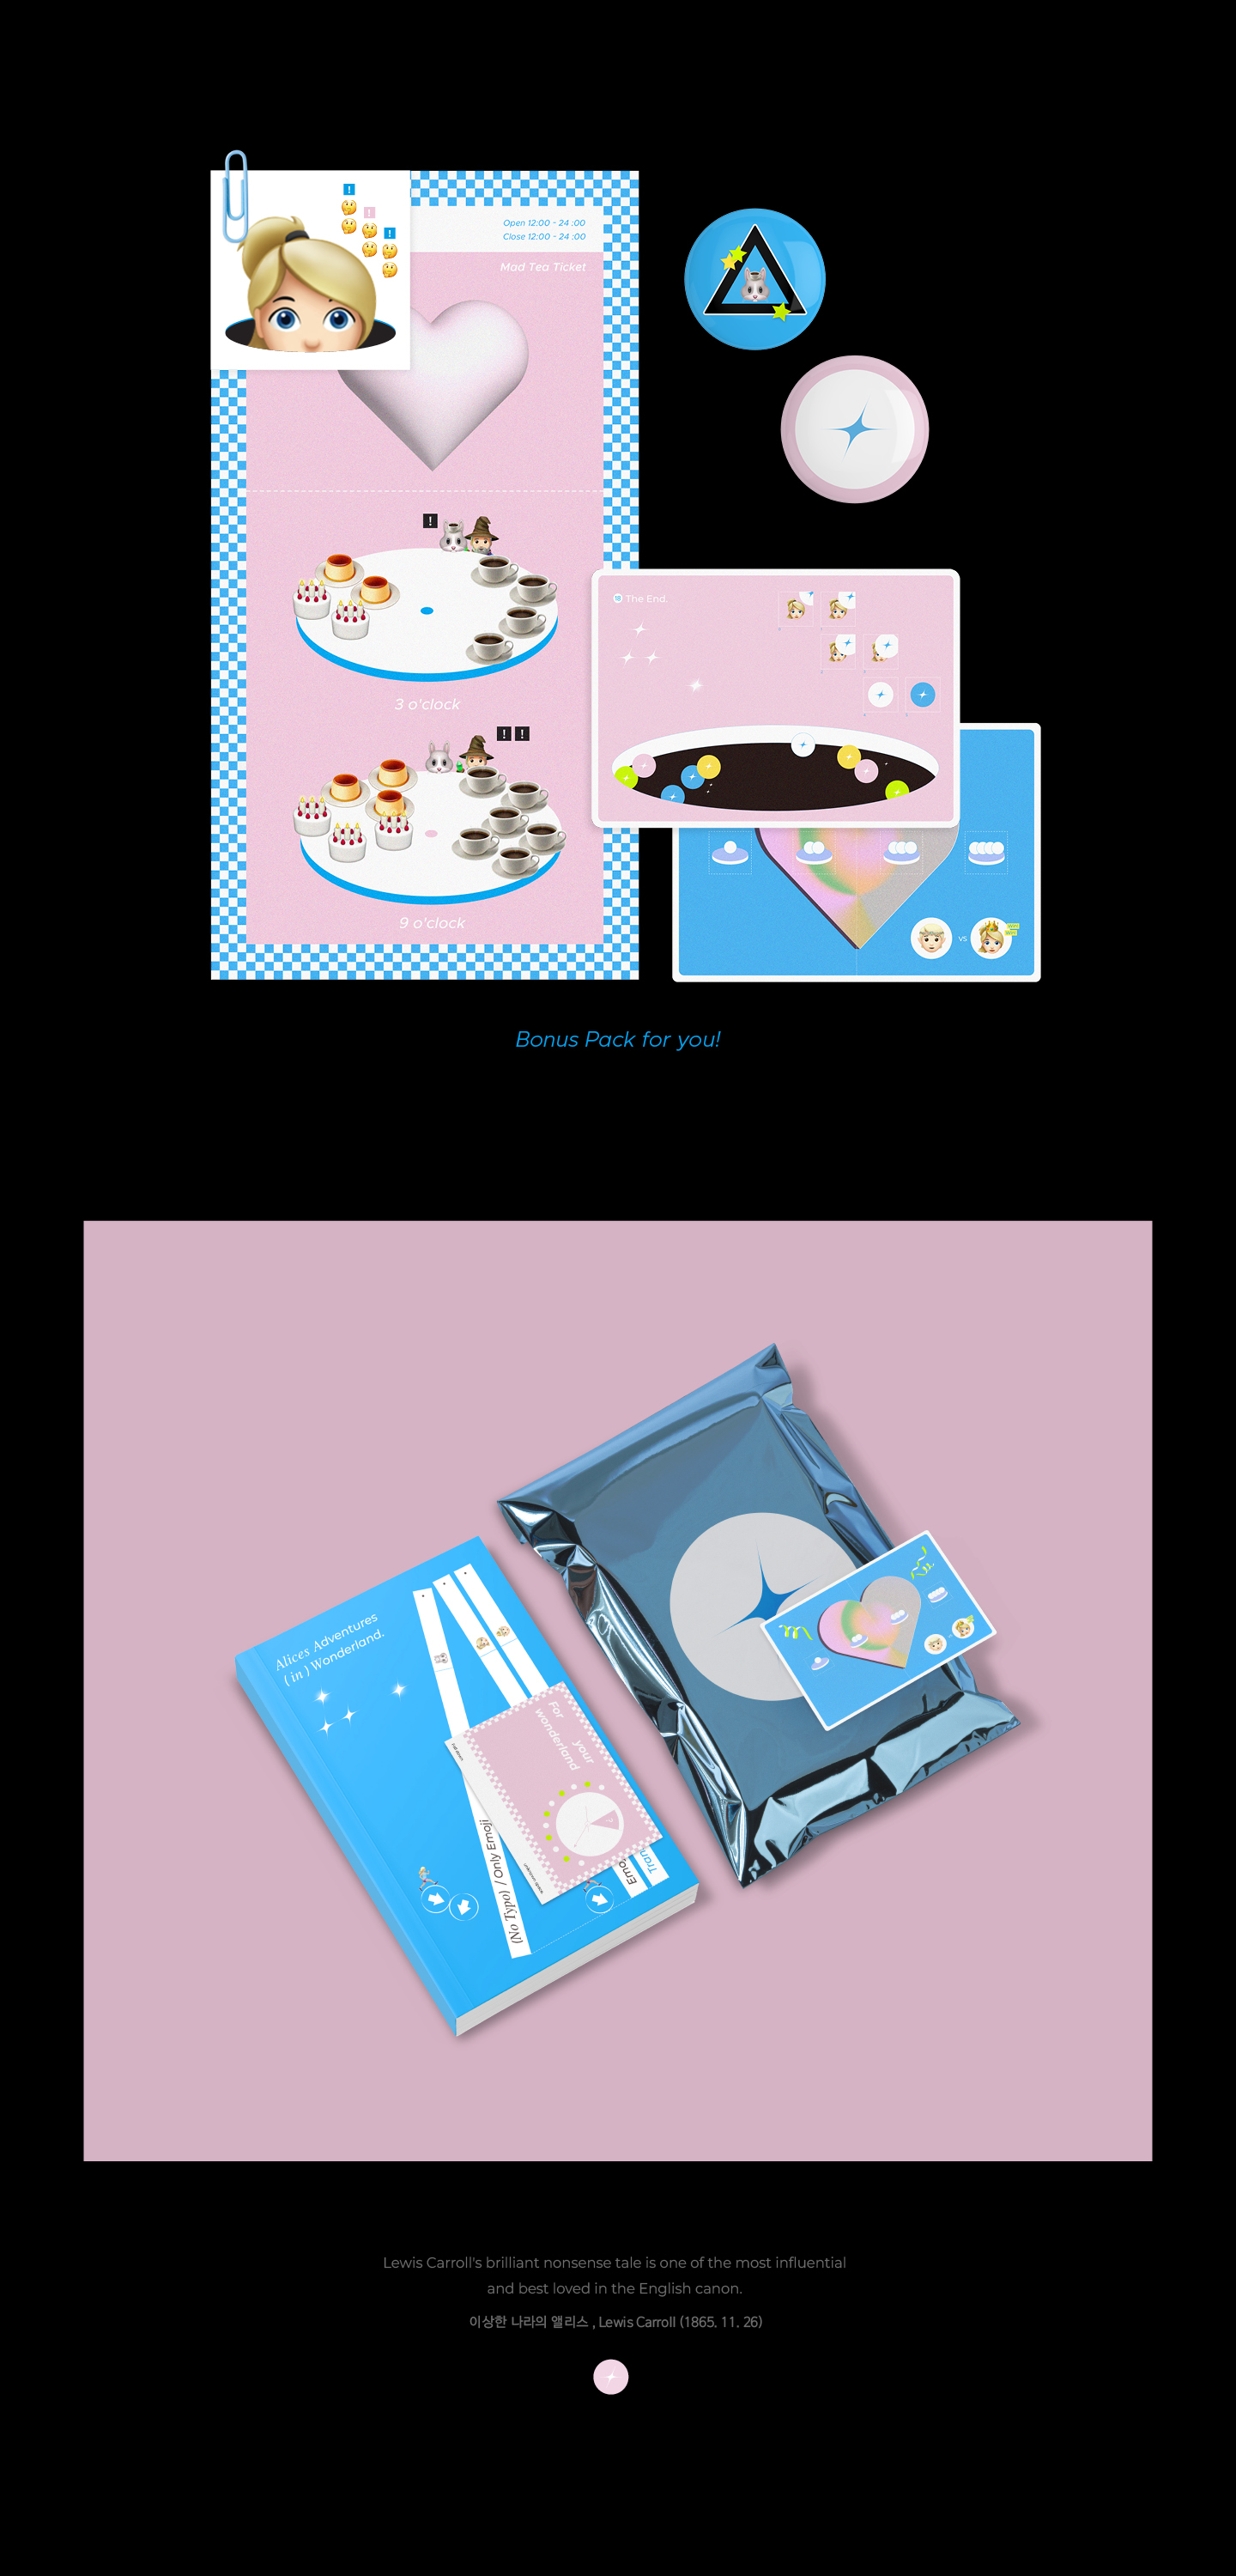 Open 12:00 - 24 :00
Close 12:00 - 24 :00
Mad Tea Ticket
3 o'clock
9 o'clock
The End.
vs
Bonus Pack for you!
Alices Adventures
( in ) Wonderland.
For your
wonderland
(No Typo) / Only Emoji
Lewis Carroll's brilliant nonsense tale is one of the most influential
and best loved in the English canon.
이상한 나라의 앨리스 , Lewis Carroll (1865. 11. 26)